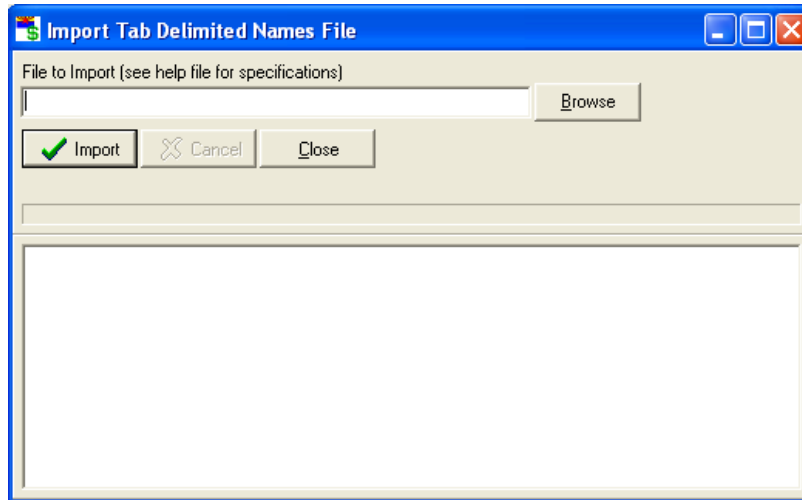 Import Tab Delimited Names File
File to Import (see help file for specifications)
Browse
Import Cancel Close